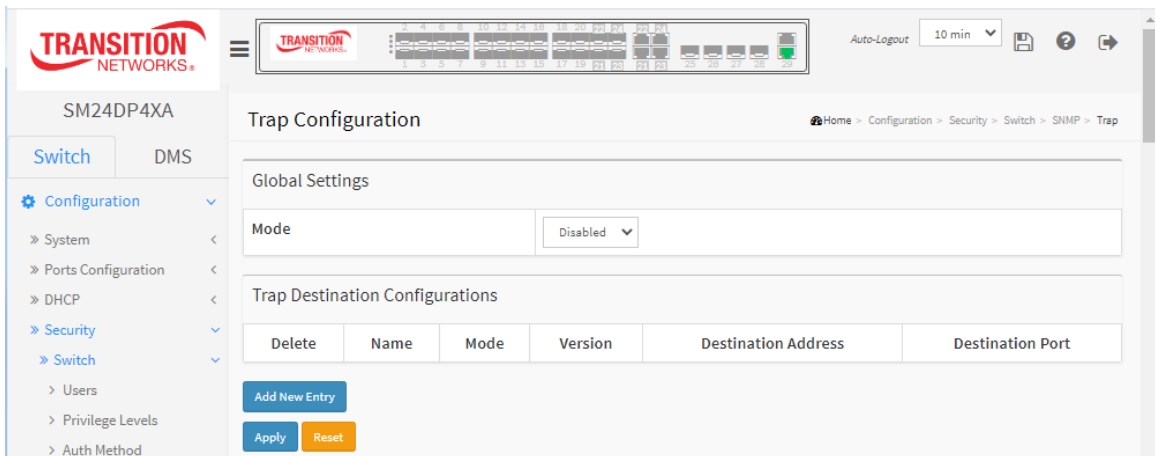 TRANSITION
NETWORKS®
TRANSITION
NETWORKS®
2 4 6 8 10 12 14 16 18 20 22 24 22 24
1 3 5 7 9 11 13 15 17 19 21 23 21 23 25 26 27 28 29
Auto-Logout 10 min
SM24DP4XA
Switch DMS
Configuration
» System
» Ports Configuration
» DHCP
» Security
» Switch
> Users
> Privilege Levels
> Auth Method
Trap Configuration
Home > Configuration > Security > Switch > SNMP > Trap
Global Settings
Mode Disabled
Trap Destination Configurations
Delete Name Mode Version Destination Address Destination Port
Add New Entry
Apply Reset